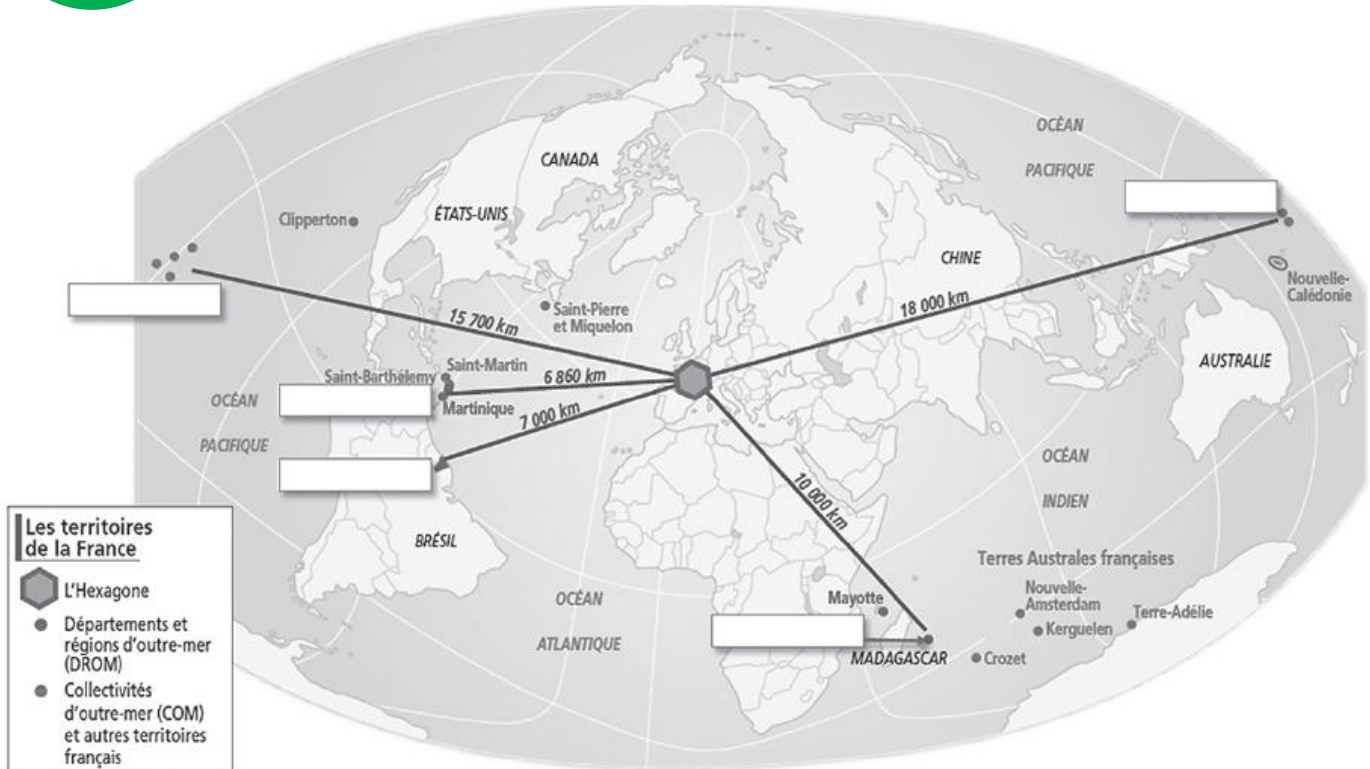 OCÉAN
PACIFIQUE
CANADA
ÉTATS-UNIS
Clipperton
CHINE
Nouvelle-
Calédonie
Saint-Pierre
et Miquelon
15 700 km
18 000 km
AUSTRALIE
Saint-Martin
Saint-Barthélemy
6 860 km
Martinique
7 000 km
OCÉAN
PACIFIQUE
OCÉAN
INDIEN
10 000 km
BRÉSIL
Terres Australes françaises
OCÉAN
ATLANTIQUE
Mayotte
Nouvelle-
Amsterdam
Terre-Adélie
Kerguelen
MADAGASCAR
Crozet
Les territoires
de la France
L'Hexagone
Départements et
régions d'outre-mer
(DROM)
Collectivités
d'outre-mer (COM)
et autres territoires
français